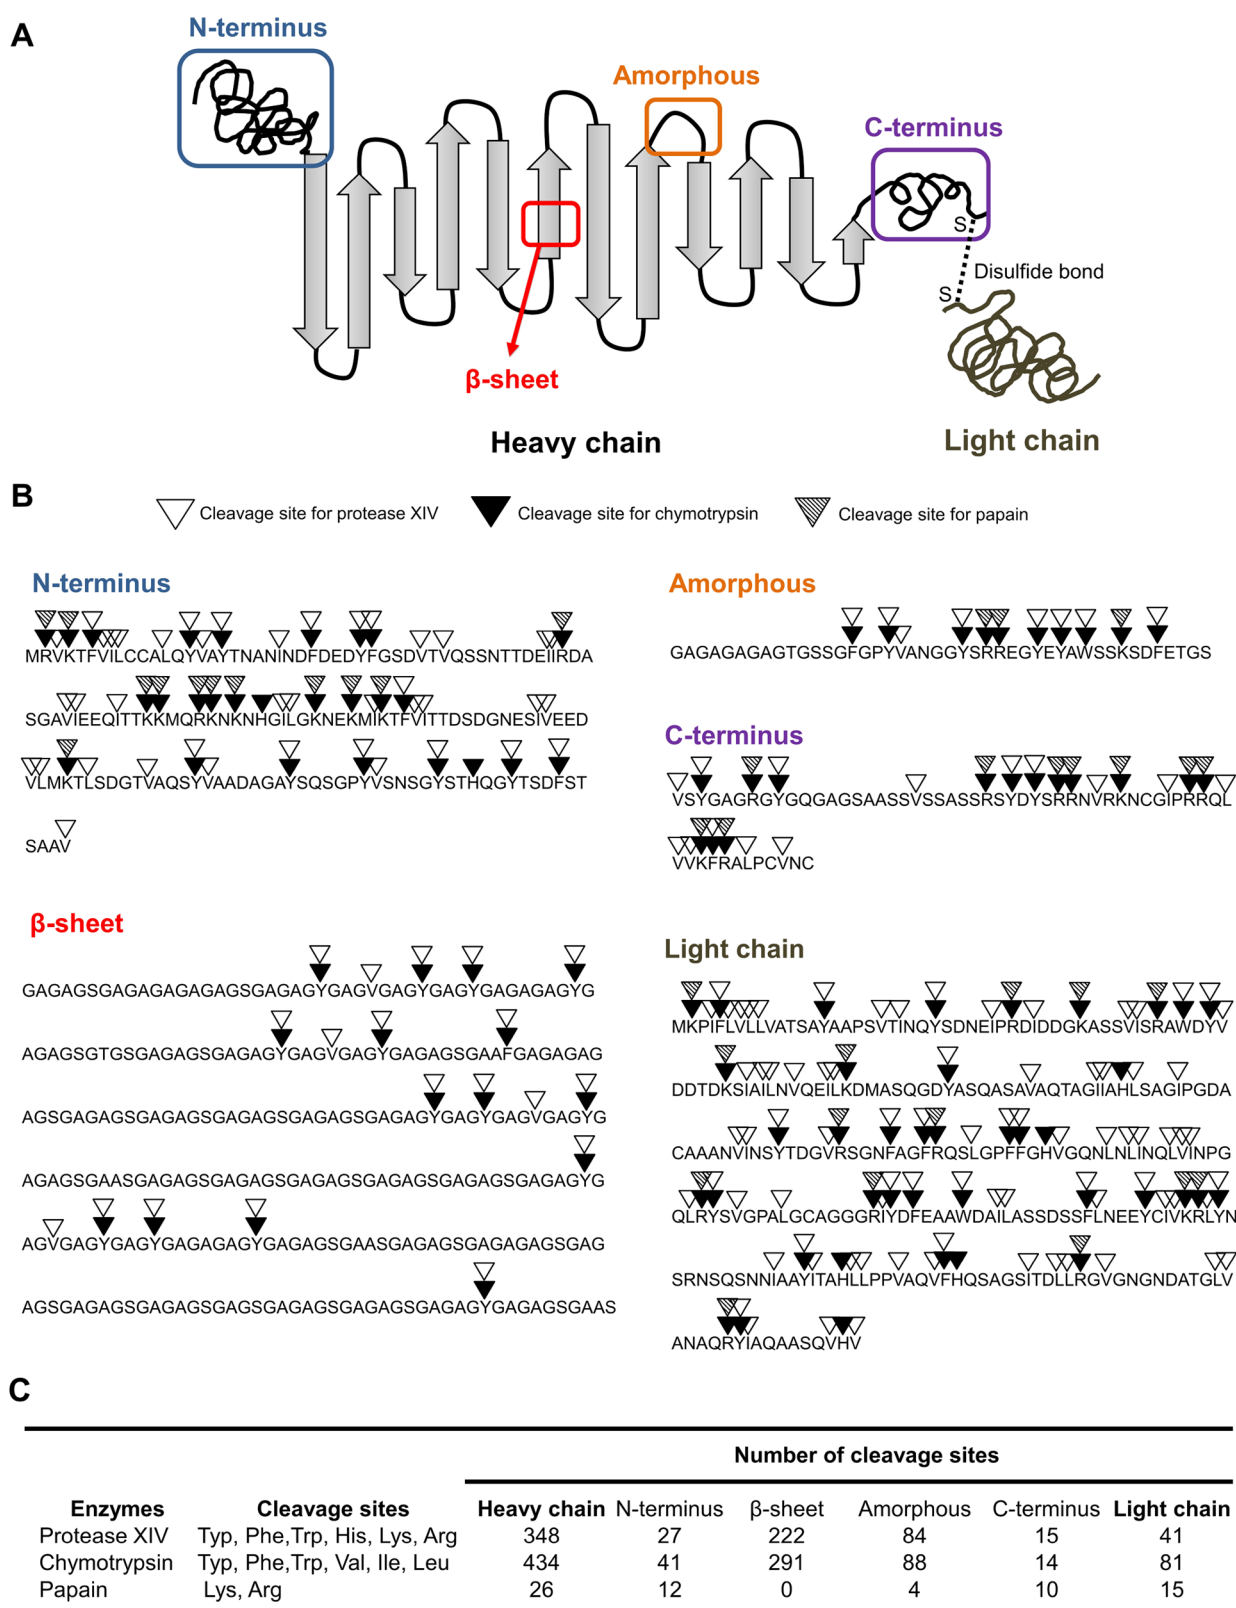 A
N-terminus
Amorphous
C-terminus
S
Disulfide bond
S
β-sheet
Heavy chain
Light chain
B
Cleavage site for protease XIV
Cleavage site for chymotrypsin
Cleavage site for papain
N-terminus
MRVKTFVILCCALQYVAYTNANINDFDEDYFGSDVTVQSSNTTDEIIRDA
SGAVIEEQITTKKMQRKNKNHGILGKNEKMIKTFVITTDSDGNESIVEED
VLMKTLSDGTVAQSYVAADAGAYSQSGPYVSNSGYSTHQGYTSDFST
SAAV
Amorphous
GAGAGAGAGTGSSGFGPYVANGGYSRREGYEYAWSSKSDFETGS
C-terminus
VSYGAGRGYGQGAGSAASSVSSASSRSYDYSRRNVRKNCGIPRRQL
VVKFRALPCVNC
β-sheet
GAGAGSGAGAGAGAGAGSGAGAGYGAGVGAGYGAGYGAGAGAGYG
AGAGSGTGSGAGAGSGAGAGYGAGVGAGYGAGAGSGAAFGAGAGAG
AGSGAGAGSGAGAGSGAGAGSGAGAGSGAGAGYGAGYGAGVGAGYG
AGAGSGAASGAGAGSGAGAGSGAGAGSGAGAGSGAGAGSGAGAGYG
AGVGAGYGAGYGAGAGAGYGAGAGSGAASGAGAGSGAGAGAGSGAG
AGSGAGAGSGAGAGSGAGSGAGAGSGAGAGSGAGAGYGAGAGSGAAS
Light chain
MKPIFLVLLVATSAYAAPSVTINQYSDNEIPRDIDDGKASSVISRAWDYV
DDTDKSIAILNVQEILKDMASQGDYASQASAVAQTAGIIAHLSAGIPGDA
CAAANVINSYTDGVRSGNFAGFRQSLGPFFGHVGQNLNLINQLVINPG
QLRYSVGPALGCAGGGRIYDFEAAWDAILASSDSSFLNEEYCIVKRLYN
SRNSQSNNIAAYITAHLLPPVAQVFHQSAGSITDLLRGVGNGNDATGLV
ANAQRYIAQAASQVHV
C
Number of cleavage sites
Enzymes Cleavage sites Heavy chain N-terminus β-sheet Amorphous C-terminus Light chain
Protease XIV Typ, Phe,Trp, His, Lys, Arg 348 27 222 84 15 41
Chymotrypsin Typ, Phe,Trp, Val, Ile, Leu 434 41 291 88 14 81
Papain Lys, Arg 26 12 0 4 10 15